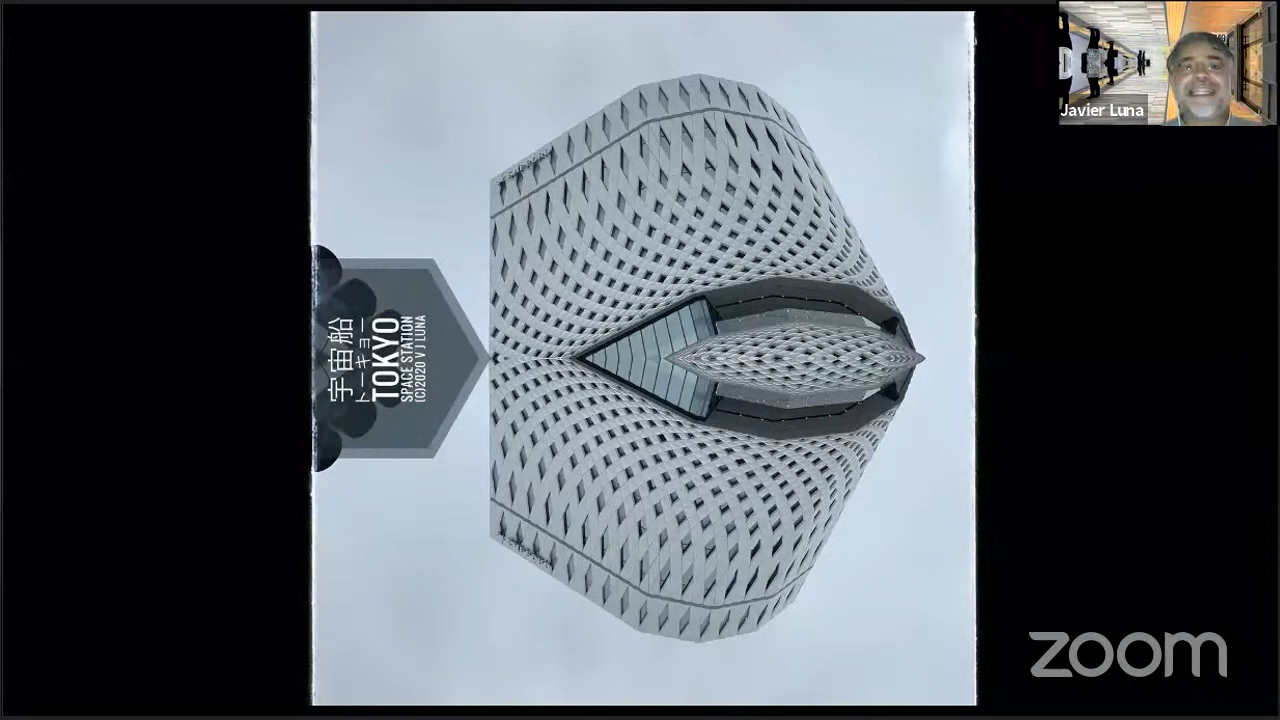 宇宙船
トーキョー
TOKYO
SPACE STATION
(C)2020 V J LUNA
Javier Luna
zoom